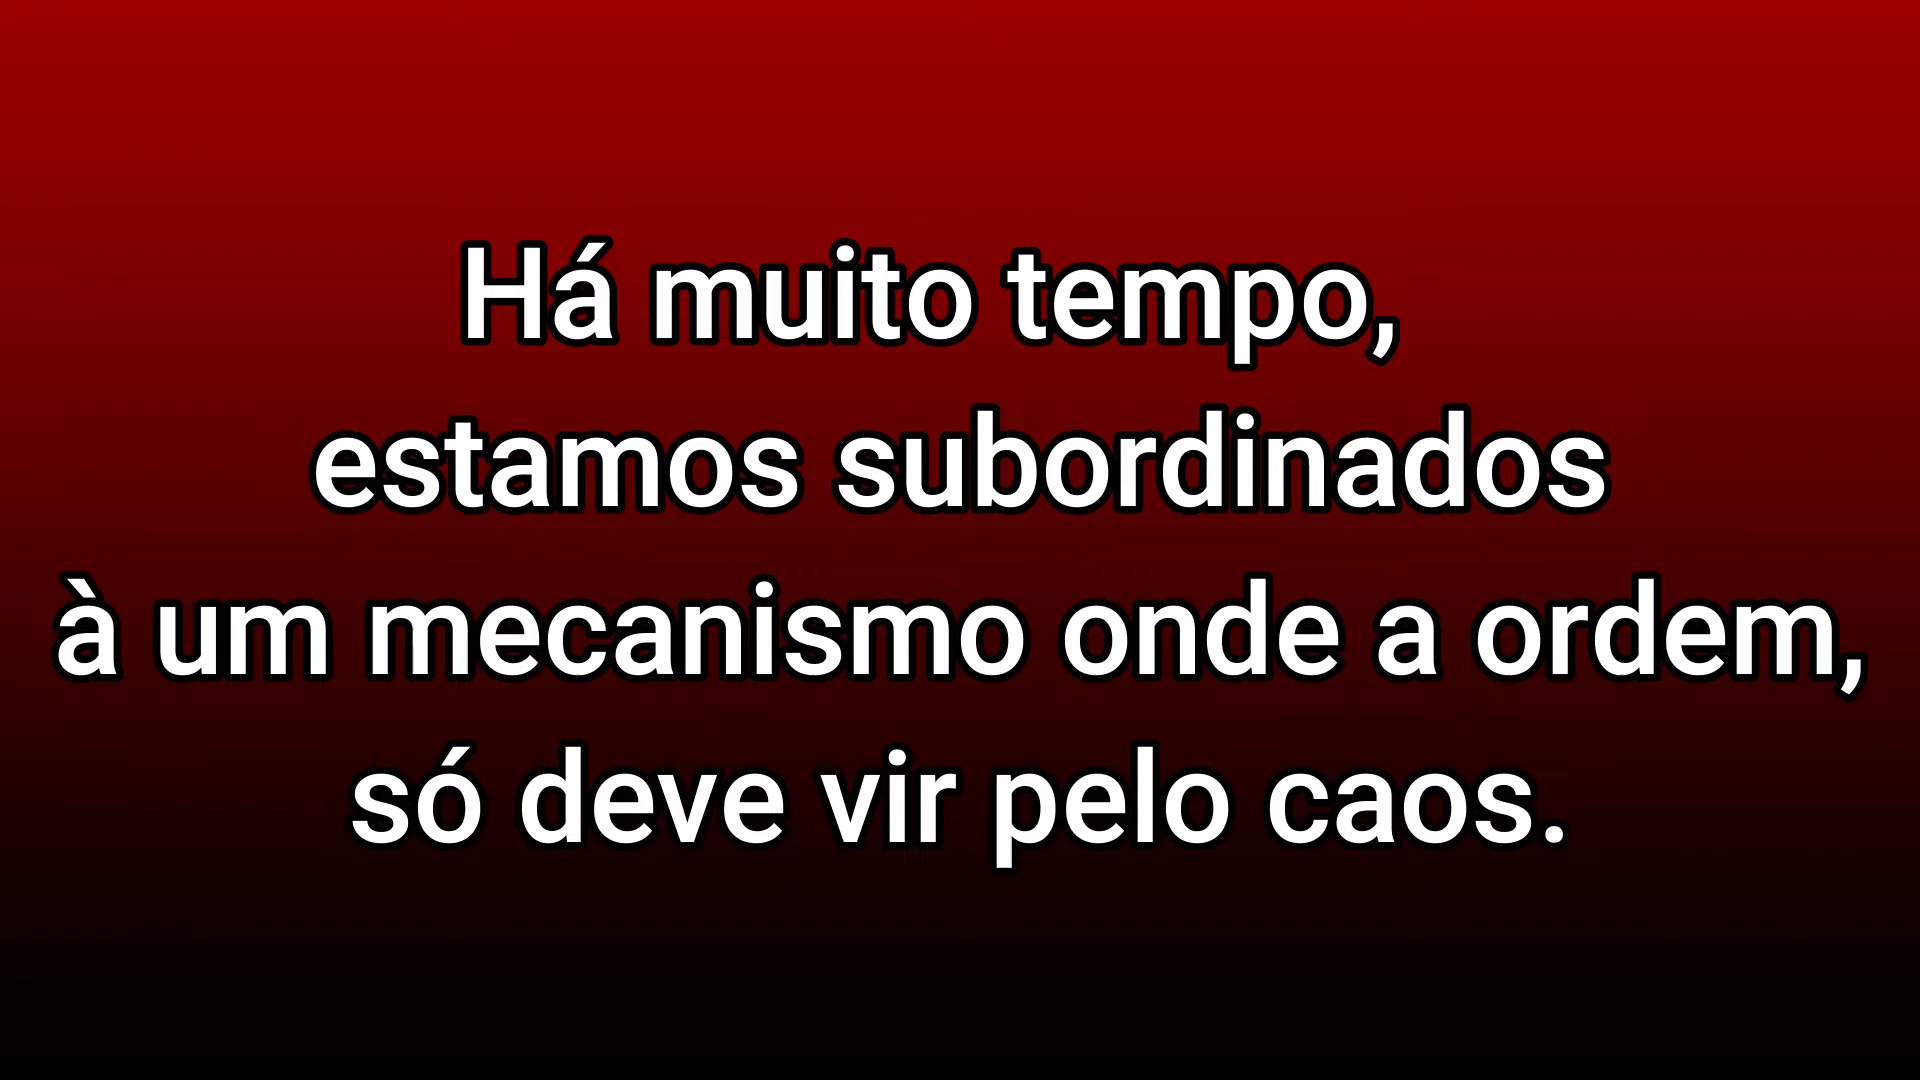 Há muito tempo,
estamos subordinados
à um mecanismo onde a ordem,
só deve vir pelo caos.